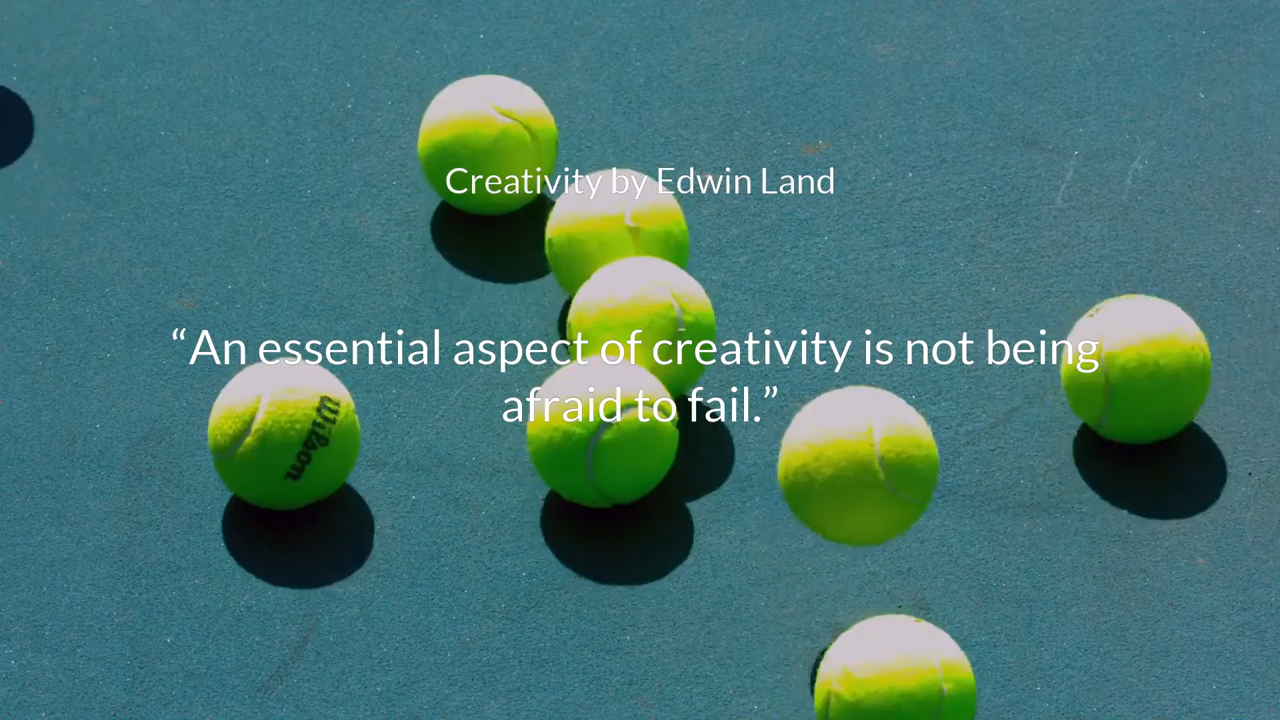 Creativity by Edwin Land
“An essential aspect of creativity is not being
afraid to fail.”
Wilson